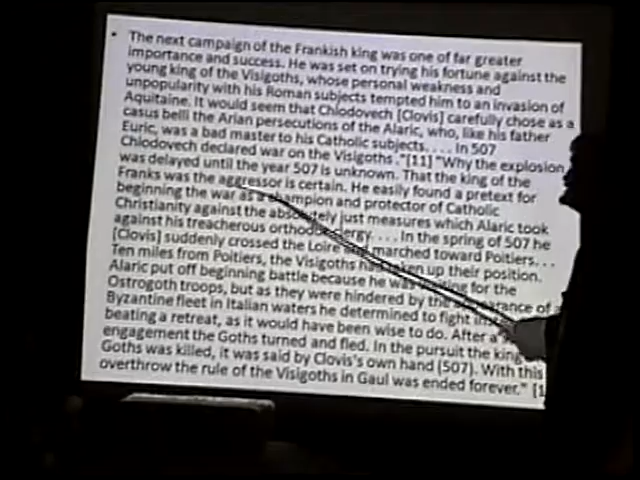 • The next campaign of the Frankish king was one of far greater
importance and success. He was set on trying his fortune against the
young king of the Visigoths, whose personal weakness and
unpopularity with his Roman subjects tempted him to an invasion of
Aquitaine. It would seem that Chlodovech [Clovis] carefully chose as a
casus belli the Arian persecutions of the Alaric, who, like his father
Euric, was a bad master to his Catholic subjects. . . . In 507
Chlodovech declared war on the Visigoths ."[11] "Why the explosion
was delayed until the year 507 is unknown. That the king of the
Franks was the aggressor is certain. He easily found a pretext for
beginning the war as a champion and protector of Catholic
Christianity against the absolutely just measures which Alaric took
against his treacherous orthodox clergy. . . . In the spring of 507 he
[Clovis] suddenly crossed the Loire and marched toward Poitiers. . .
Ten miles from Poitiers, the Visigoths had taken up their position.
Alaric put off beginning battle because he was waiting for the
Ostrogoth troops, but as they were hindered by the appearance of a
Byzantine fleet in Italian waters he determined to fight
beating a retreat, as it would have been wise to do. After a
engagement the Goths turned and fled. In the pursuit the king
Goths was killed, it was said by Clovis's own hand (507). With this
overthrow the rule of the Visigoths in Gaul was ended forever." [1